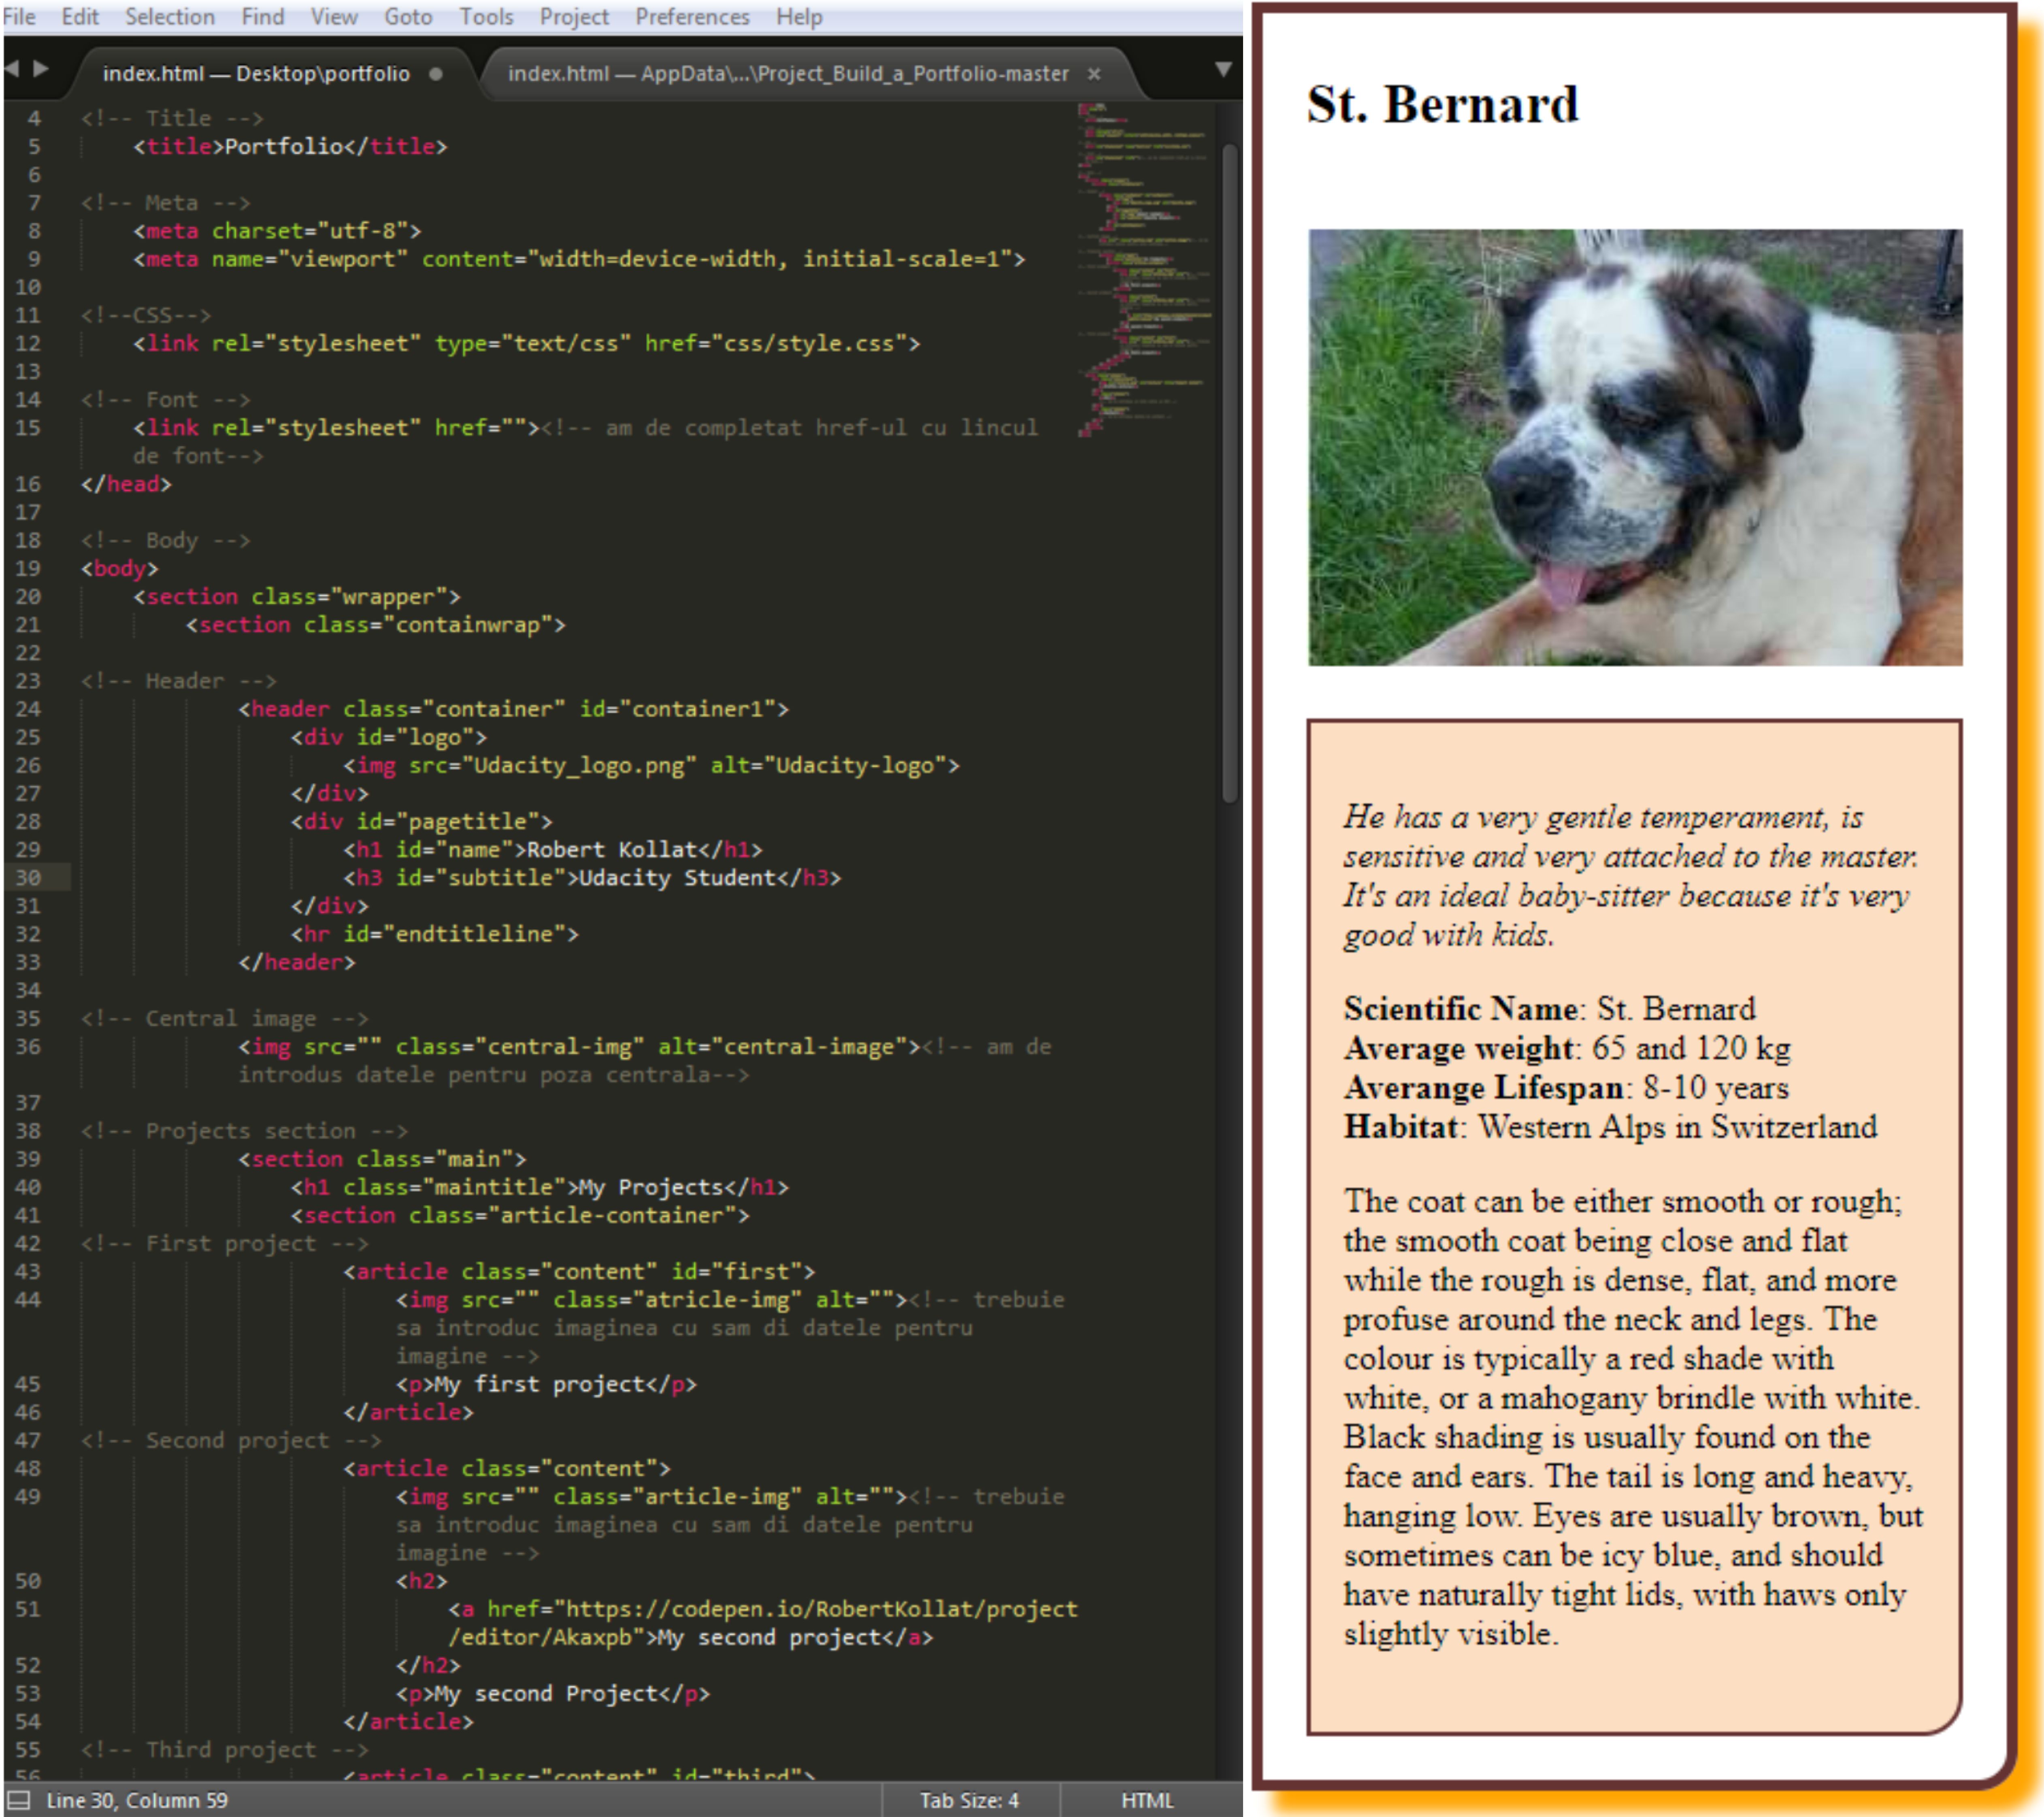 File Edit Selection Find View Goto Tools Project Preferences Help
index.html — Desktop\portfolio
index.html — AppData\...\Project_Build_a_Portfolio-master ×
4 <!-- Title -->
5 <title>Portfolio</title>
6
7 <!-- Meta -->
8 <meta charset="utf-8">
9 <meta name="viewport" content="width=device-width, initial-scale=1">
10
11 <!--CSS-->
12 <link rel="stylesheet" type="text/css" href="css/style.css">
13
14 <!-- Font -->
15 <link rel="stylesheet" href=""><!-- am de completat href-ul cu lincul
de font-->
16 </head>
17
18 <!-- Body -->
19 <body>
20 <section class="wrapper">
21 <section class="containwrap">
22
23 <!-- Header -->
24 <header class="container" id="container1">
25 <div id="logo">
26 <img src="Udacity_logo.png" alt="Udacity-logo">
27 </div>
28 <div id="pagetitle">
29 <h1 id="name">Robert Kollat</h1>
30 <h3 id="subtitle">Udacity Student</h3>
31 </div>
32 <hr id="endtitleline">
33 </header>
34
35 <!-- Central image -->
36 <img src="" class="central-img" alt="central-image"><!-- am de
introdus datele pentru poza centrala-->
37
38 <!-- Projects section -->
39 <section class="main">
40 <h1 class="maintitle">My Projects</h1>
41 <section class="article-container">
42 <!-- First project -->
43 <article class="content" id="first">
44 <img src="" class="atricle-img" alt=""><!-- trebuie
sa introduc imaginea cu sam di datele pentru
imagine -->
45 <p>My first project</p>
46 </article>
47 <!-- Second project -->
48 <article class="content">
49 <img src="" class="article-img" alt=""><!-- trebuie
sa introduc imaginea cu sam di datele pentru
imagine -->
50 <h2>
51 <a href="https://codepen.io/RobertKollat/project
/editor/Akaxpb">My second project</a>
52 </h2>
53 <p>My second Project</p>
54 </article>
55 <!-- Third project -->
56 <article class="content" id="third">
Line 30, Column 59 Tab Size: 4 HTML
St. Bernard
He has a very gentle temperament, is
sensitive and very attached to the master.
It's an ideal baby-sitter because it's very
good with kids.
Scientific Name: St. Bernard
Average weight: 65 and 120 kg
Averange Lifespan: 8-10 years
Habitat: Western Alps in Switzerland
The coat can be either smooth or rough;
the smooth coat being close and flat
while the rough is dense, flat, and more
profuse around the neck and legs. The
colour is typically a red shade with
white, or a mahogany brindle with white.
Black shading is usually found on the
face and ears. The tail is long and heavy,
hanging low. Eyes are usually brown, but
sometimes can be icy blue, and should
have naturally tight lids, with haws only
slightly visible.